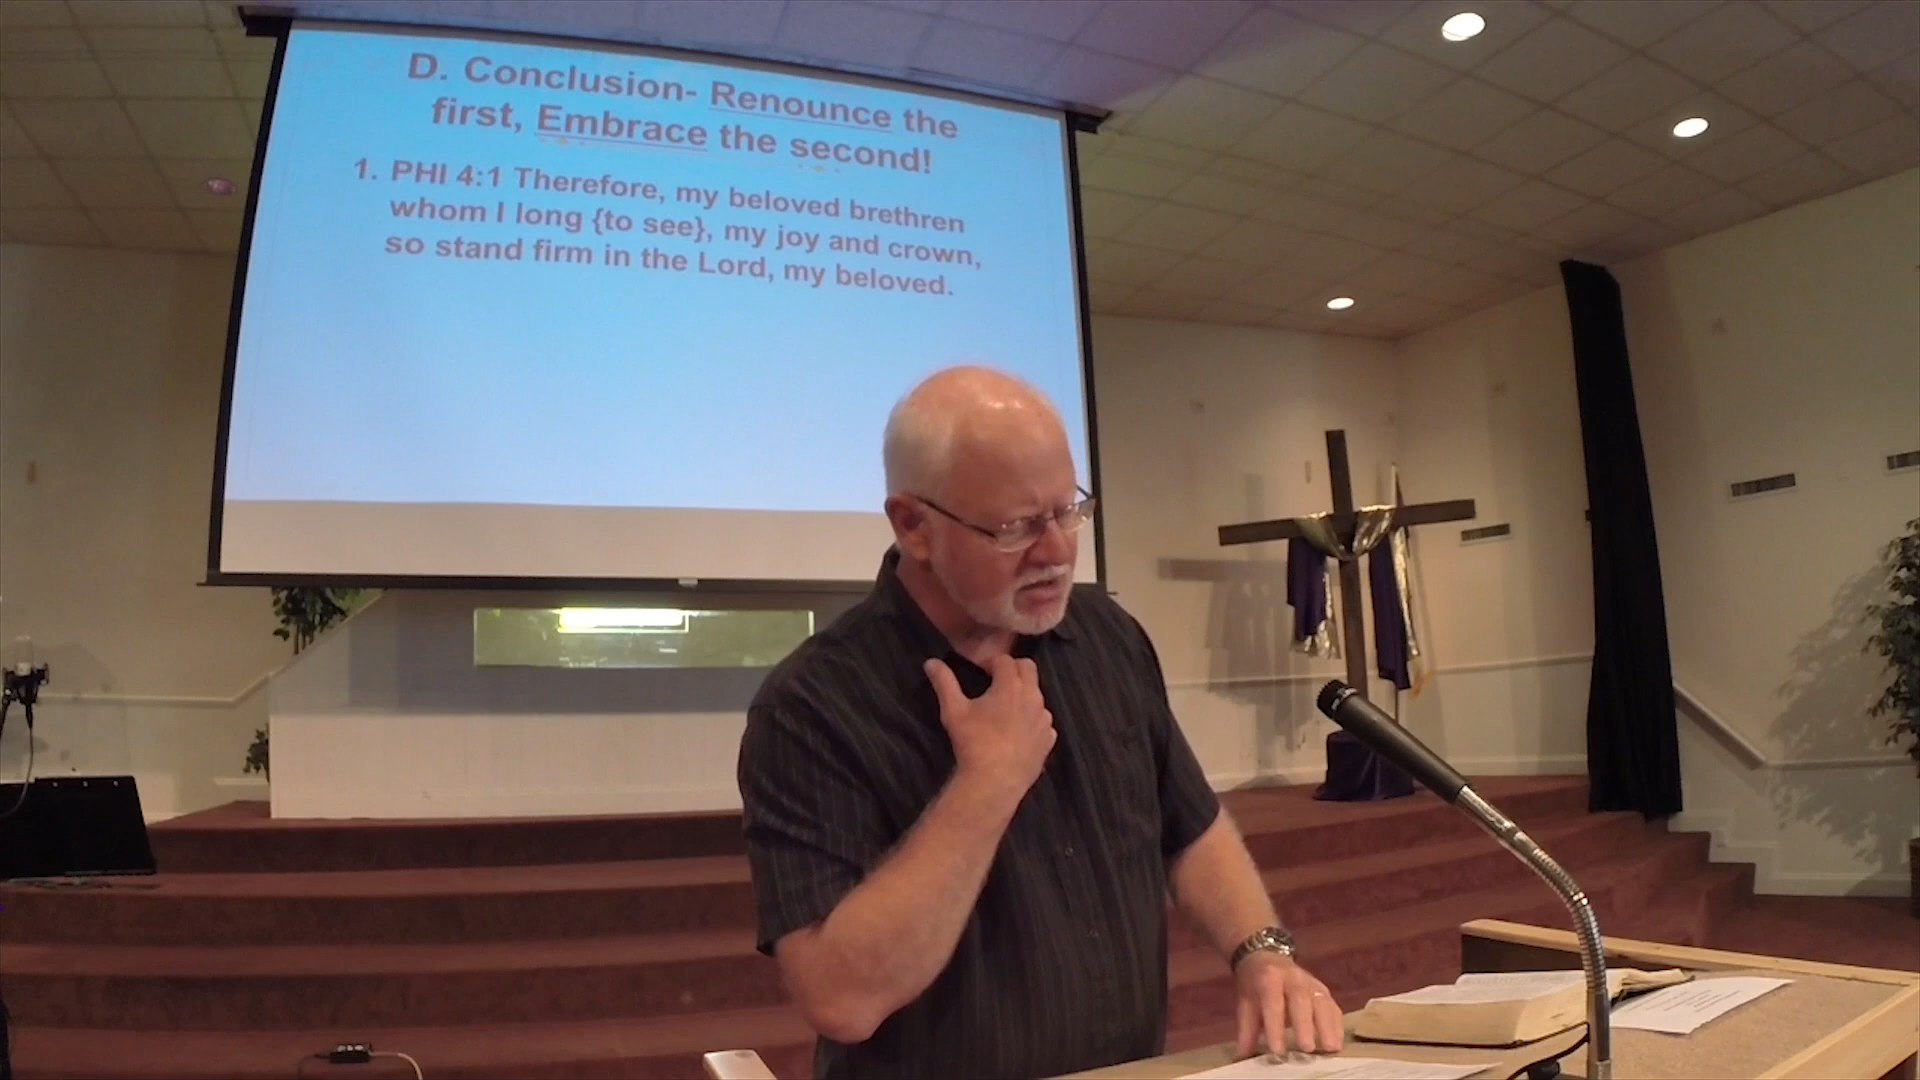 D. Conclusion- Renounce the
first, Embrace the second!
1. PHI 4:1 Therefore, my beloved brethren
whom I long {to see}, my joy and crown,
so stand firm in the Lord, my beloved.